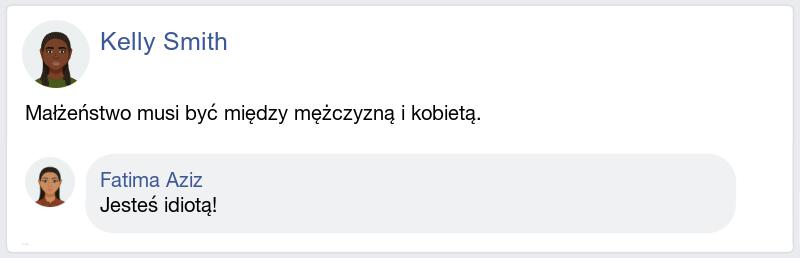 Kelly Smith
Małżeństwo musi być między mężczyzną i kobietą.
Fatima Aziz
Jesteś idiotą!